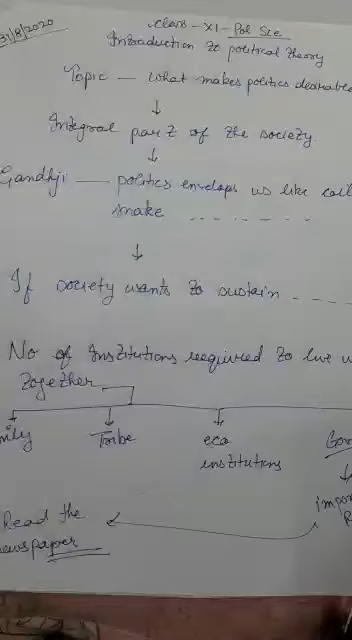 31/8/2020
Class - XI - Pol Sci
Introduction to political theory
Topic — what makes politics desirable
Integral part of the society.
Gandhji — politics envelops us like coil
snake - - - - - - -
If society wants to sustain - - - -
No of Institutions required to live
together
Tribe
eco
institutions
Read the
newspaper